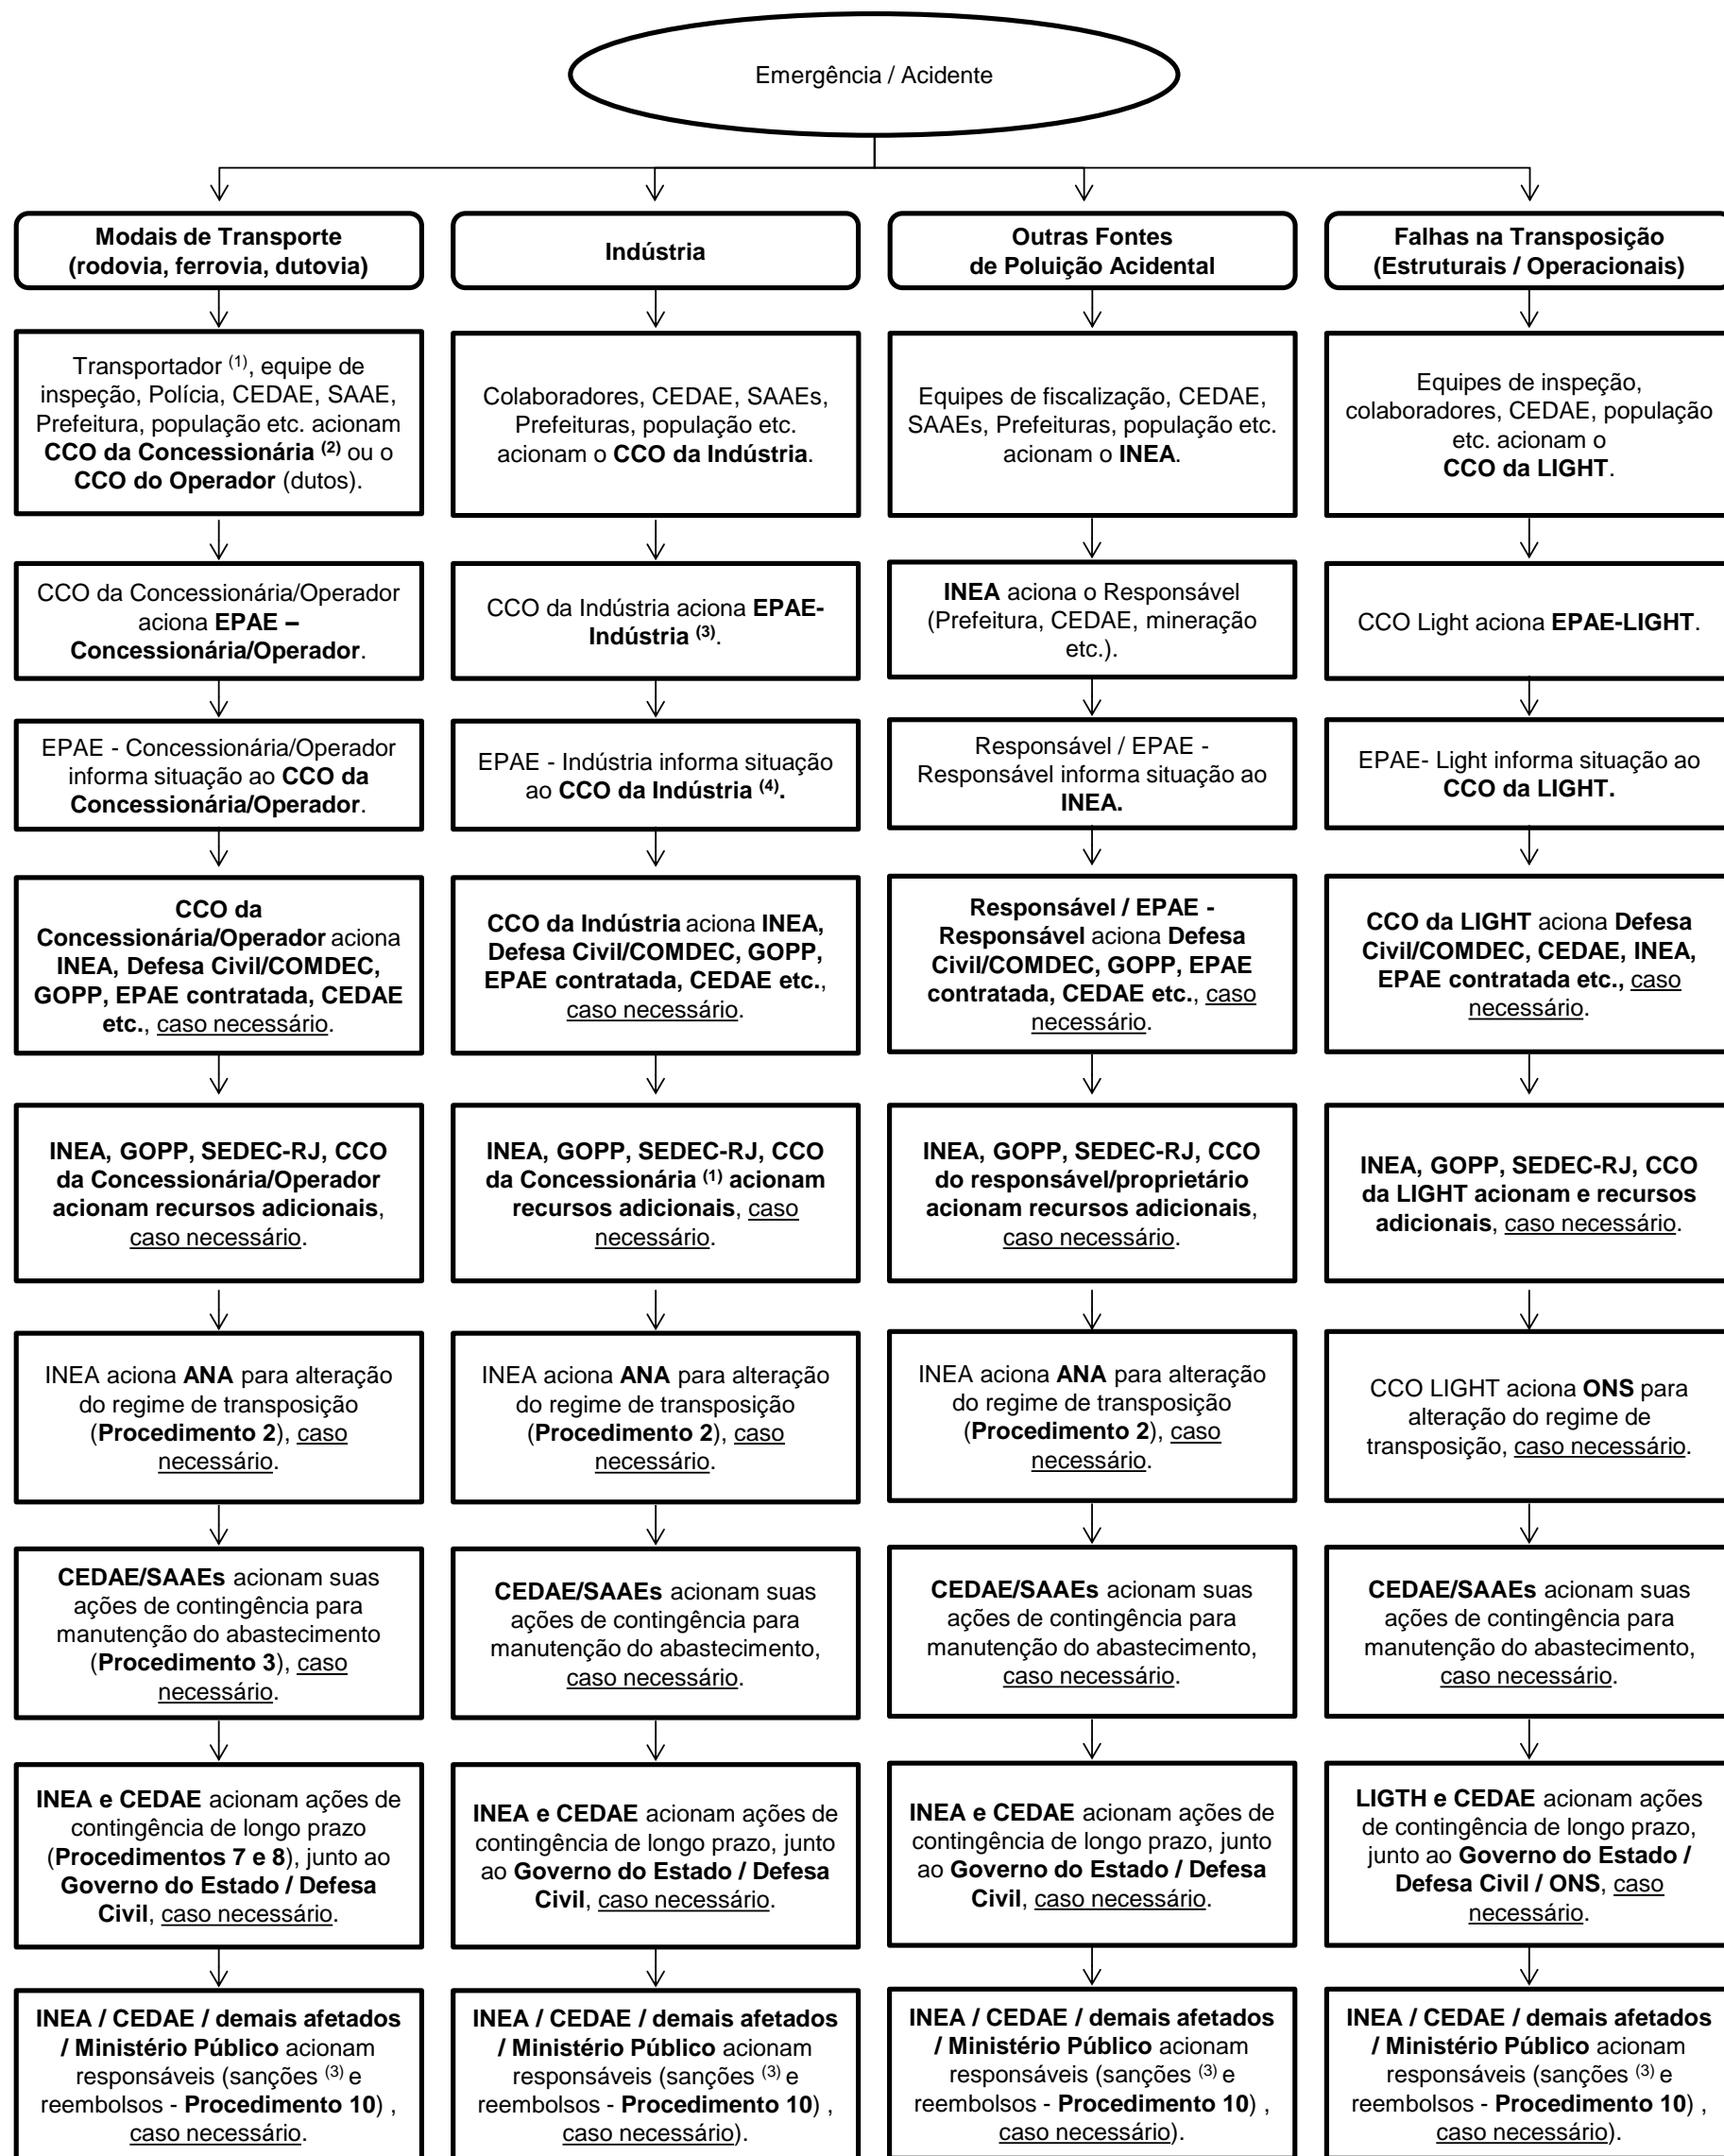 Emergência / Acidente
Modais de Transporte
(rodovia, ferrovia, dutovia)
Indústria
Outras Fontes
de Poluição Acidental
Falhas na Transposição
(Estruturais / Operacionais)
Transportador (1), equipe de
inspeção, Polícia, CEDAE, SAAE,
Prefeitura, população etc. acionam
CCO da Concessionária (2) ou o
CCO do Operador (dutos).
Colaboradores, CEDAE, SAAEs,
Prefeituras, população etc.
acionam o CCO da Indústria.
Equipes de fiscalização, CEDAE,
SAAEs, Prefeituras, população etc.
acionam o INEA.
Equipes de inspeção,
colaboradores, CEDAE, população
etc. acionam o
CCO da LIGHT.
CCO da Concessionária/Operador
aciona EPAE –
Concessionária/Operador.
CCO da Indústria aciona EPAE-
Indústria (3).
INEA aciona o Responsável
(Prefeitura, CEDAE, mineração
etc.).
CCO Light aciona EPAE-LIGHT.
EPAE - Concessionária/Operador
informa situação ao CCO da
Concessionária/Operador.
EPAE - Indústria informa situação
ao CCO da Indústria (4).
Responsável / EPAE -
Responsável informa situação ao
INEA.
EPAE- Light informa situação ao
CCO da LIGHT.
CCO da
Concessionária/Operador aciona
INEA, Defesa Civil/COMDEC,
GOPP, EPAE contratada, CEDAE
etc., caso necessário.
CCO da Indústria aciona INEA,
Defesa Civil/COMDEC, GOPP,
EPAE contratada, CEDAE etc.,
caso necessário.
Responsável / EPAE -
Responsável aciona Defesa
Civil/COMDEC, GOPP, EPAE
contratada, CEDAE etc., caso
necessário.
CCO da LIGHT aciona Defesa
Civil/COMDEC, CEDAE, INEA,
EPAE contratada etc., caso
necessário.
INEA, GOPP, SEDEC-RJ, CCO
da Concessionária/Operador
acionam recursos adicionais,
caso necessário.
INEA, GOPP, SEDEC-RJ, CCO
da Concessionária (1) acionam
recursos adicionais, caso
necessário.
INEA, GOPP, SEDEC-RJ, CCO
do responsável/proprietário
acionam recursos adicionais,
caso necessário.
INEA, GOPP, SEDEC-RJ, CCO
da LIGHT acionam e recursos
adicionais, caso necessário.
INEA aciona ANA para alteração
do regime de transposição
(Procedimento 2), caso
necessário.
INEA aciona ANA para alteração
do regime de transposição
(Procedimento 2), caso
necessário.
INEA aciona ANA para alteração
do regime de transposição
(Procedimento 2), caso
necessário.
CCO LIGHT aciona ONS para
alteração do regime de
transposição, caso necessário.
CEDAE/SAAEs acionam suas
ações de contingência para
manutenção do abastecimento
(Procedimento 3), caso
necessário.
CEDAE/SAAEs acionam suas
ações de contingência para
manutenção do abastecimento,
caso necessário.
CEDAE/SAAEs acionam suas
ações de contingência para
manutenção do abastecimento,
caso necessário.
CEDAE/SAAEs acionam suas
ações de contingência para
manutenção do abastecimento,
caso necessário.
INEA e CEDAE acionam ações de
contingência de longo prazo
(Procedimentos 7 e 8), junto ao
Governo do Estado / Defesa
Civil, caso necessário.
INEA e CEDAE acionam ações de
contingência de longo prazo, junto
ao Governo do Estado / Defesa
Civil, caso necessário.
INEA e CEDAE acionam ações de
contingência de longo prazo, junto
ao Governo do Estado / Defesa
Civil, caso necessário.
LIGTH e CEDAE acionam ações
de contingência de longo prazo,
junto ao Governo do Estado /
Defesa Civil / ONS, caso
necessário.
INEA / CEDAE / demais afetados
/ Ministério Público acionam
responsáveis (sanções (3) e
reembolsos - Procedimento 10) ,
caso necessário.
INEA / CEDAE / demais afetados
/ Ministério Público acionam
responsáveis (sanções (3) e
reembolsos - Procedimento 10) ,
caso necessário).
INEA / CEDAE / demais afetados
/ Ministério Público acionam
responsáveis (sanções (3) e
reembolsos - Procedimento 10) ,
caso necessário).
INEA / CEDAE / demais afetados
/ Ministério Público acionam
responsáveis (sanções (3) e
reembolsos - Procedimento 10) ,
caso necessário).